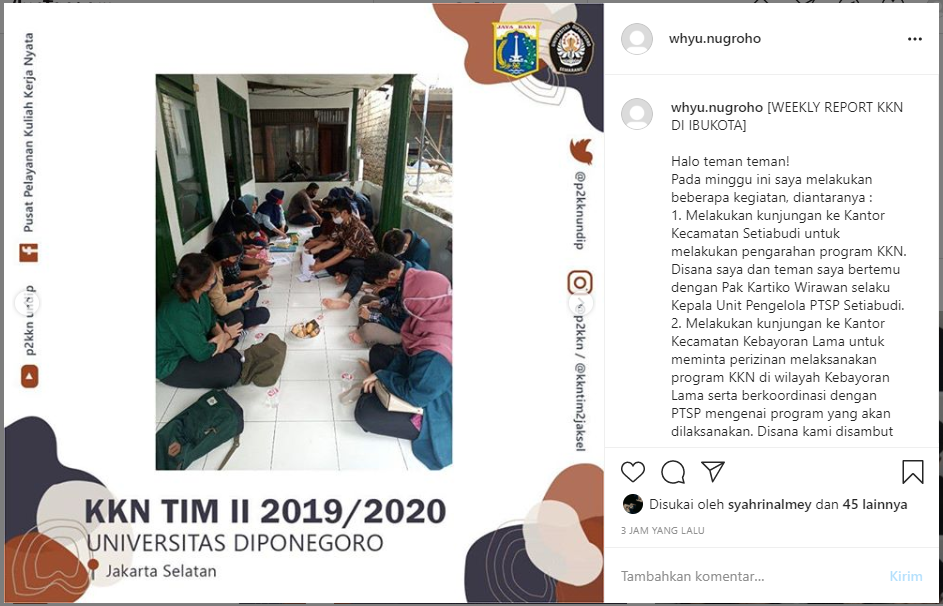 Pusat Pelayanan Kuliah Kerja Nyata
p2kkn undip
JAYA RAYA
UNIVERSITAS DIPONEGORO
SEMARANG
@p2kknundip
@p2kkn / @kkntim2jaksel
KKN TIM II 2019/2020
UNIVERSITAS DIPONEGORO
Jakarta Selatan
whyu.nugroho
whyu.nugroho [WEEKLY REPORT KKN
DI IBUKOTA]
Halo teman teman!
Pada minggu ini saya melakukan
beberapa kegiatan, diantaranya :
1. Melakukan kunjungan ke Kantor
Kecamatan Setiabudi untuk
melakukan pengarahan program KKN.
Disana saya dan teman saya bertemu
dengan Pak Kartiko Wirawan selaku
Kepala Unit Pengelola PTSP Setiabudi.
2. Melakukan kunjungan ke Kantor
Kecamatan Kebayoran Lama untuk
meminta perizinan melaksanakan
program KKN di wilayah Kebayoran
Lama serta berkoordinasi dengan
PTSP mengenai program yang akan
dilaksanakan. Disana kami disambut
Disukai oleh syahrinalmey dan 45 lainnya
3 JAM YANG LALU
Tambahkan komentar...
Kirim